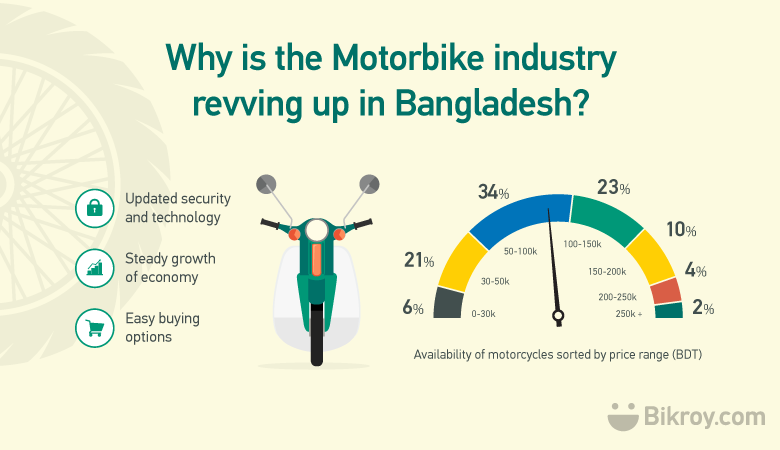 Why is the Motorbike industry
revving up in Bangladesh?
Updated security
and technology
Steady growth
of economy
Easy buying
options
6%
21%
34%
23%
10%
4%
2%
0-30k
30-50k
50-100k
100-150k
150-200k
200-250k
250k +
Availability of motorcycles sorted by price range (BDT)
Bikroy.com